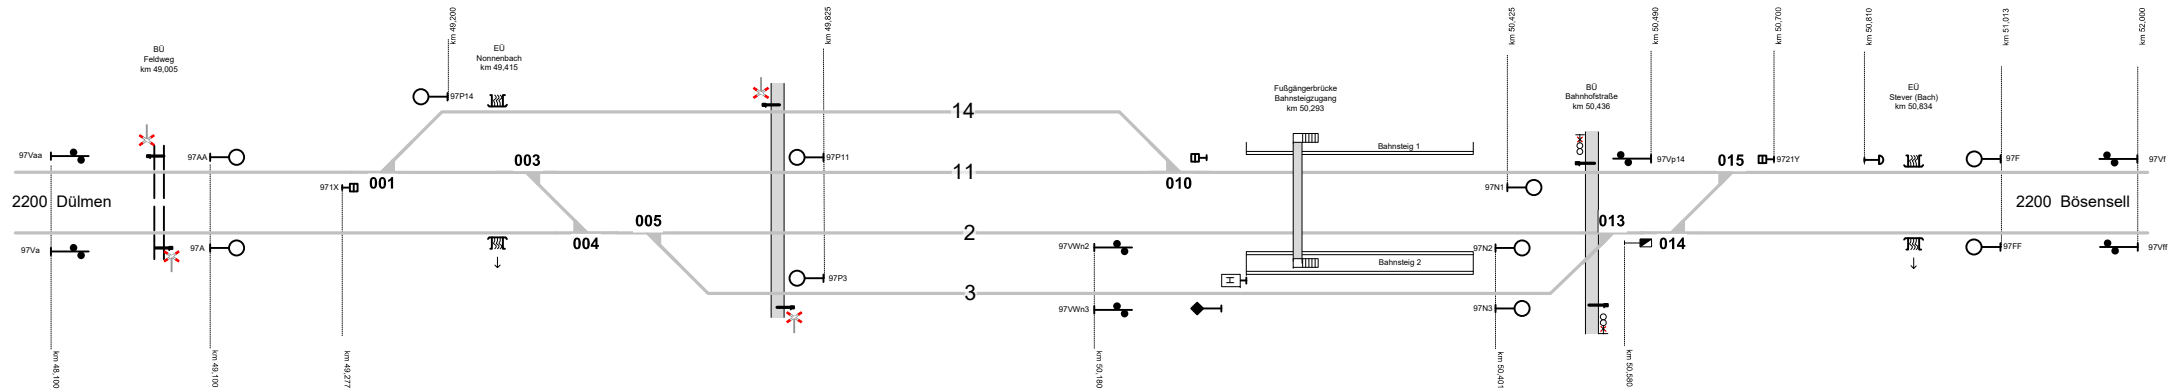 km 49,200
km 49,825
km 50,425
km 50,490
km 50,700
km 50,810
km 51,013
km 52,000
BÜ
Feldweg
km 49,005
EÜ
Nonnenbach
km 49,415
Fußgängerbrücke
Bahnsteigzugang
km 50,293
BÜ
Bahnhofstraße
km 50,436
EÜ
Stever (Bach)
km 50,834
97P14
14
97Vaa
97AA
003
97P11
Bahnsteig 1
97Vp14
015
9721Y
97F
97Vf
001
971X
11
010
97N1
2200 Dülmen
2200 Bösensell
005
013
97Va
97A
004
2
97VWn2
97N2
014
97FF
97Vff
Bahnsteig 2
97P3
H
3
97VWn3
97N3
km 48,100
km 49,100
km 49,277
km 50,180
km 50,401
km 50,580